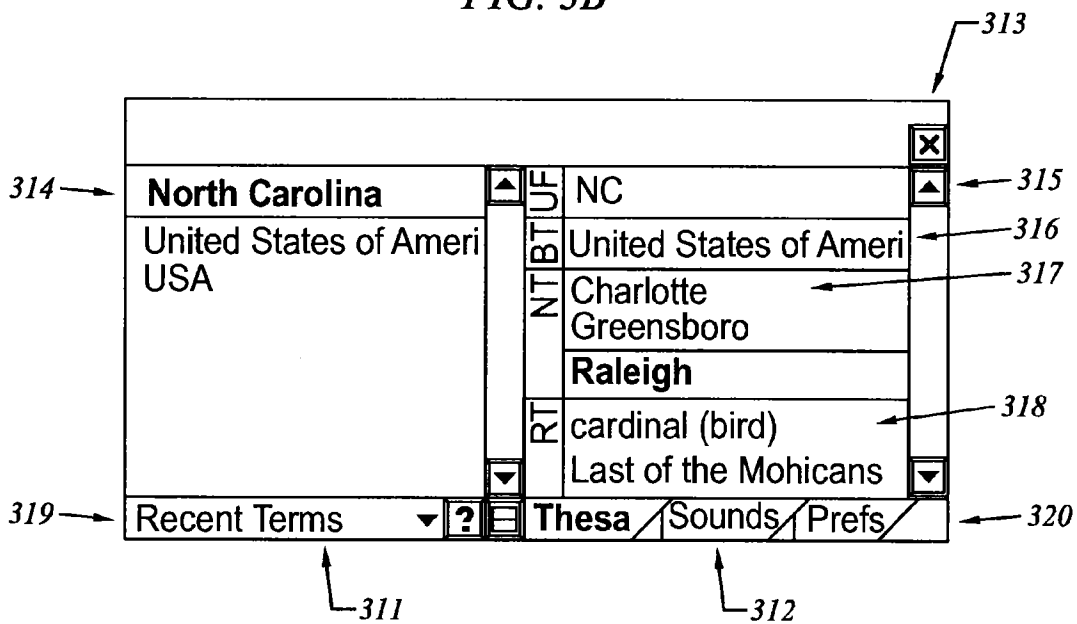 FIG. 3B
313
314
North Carolina
United States of Ameri
USA
UF
NC
315
BT
United States of Ameri
316
NT
Charlotte
Greensboro
317
Raleigh
RT
cardinal (bird)
Last of the Mohicans
318
319
Recent Terms
?
Thesa
Sounds
Prefs
320
311
312